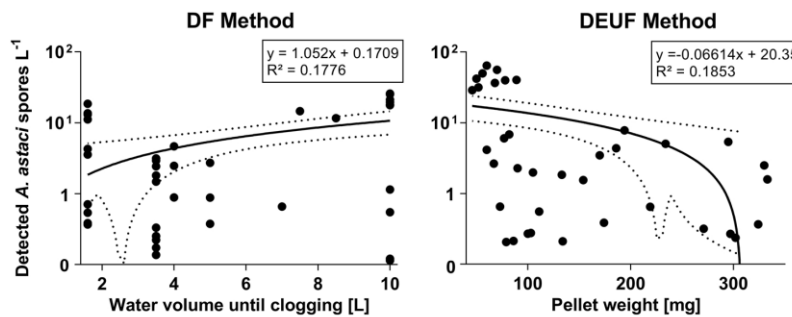 DF Method
DEUF Method
Detected A. astaci spores L⁻¹
10²
10¹
1
0
y = 1.052x + 0.1709
R² = 0.1776
2 4 6 8 10
Water volume until clogging [L]
10²
10¹
1
0
y =-0.06614x + 20.35
R² = 0.1853
100 200 300
Pellet weight [mg]